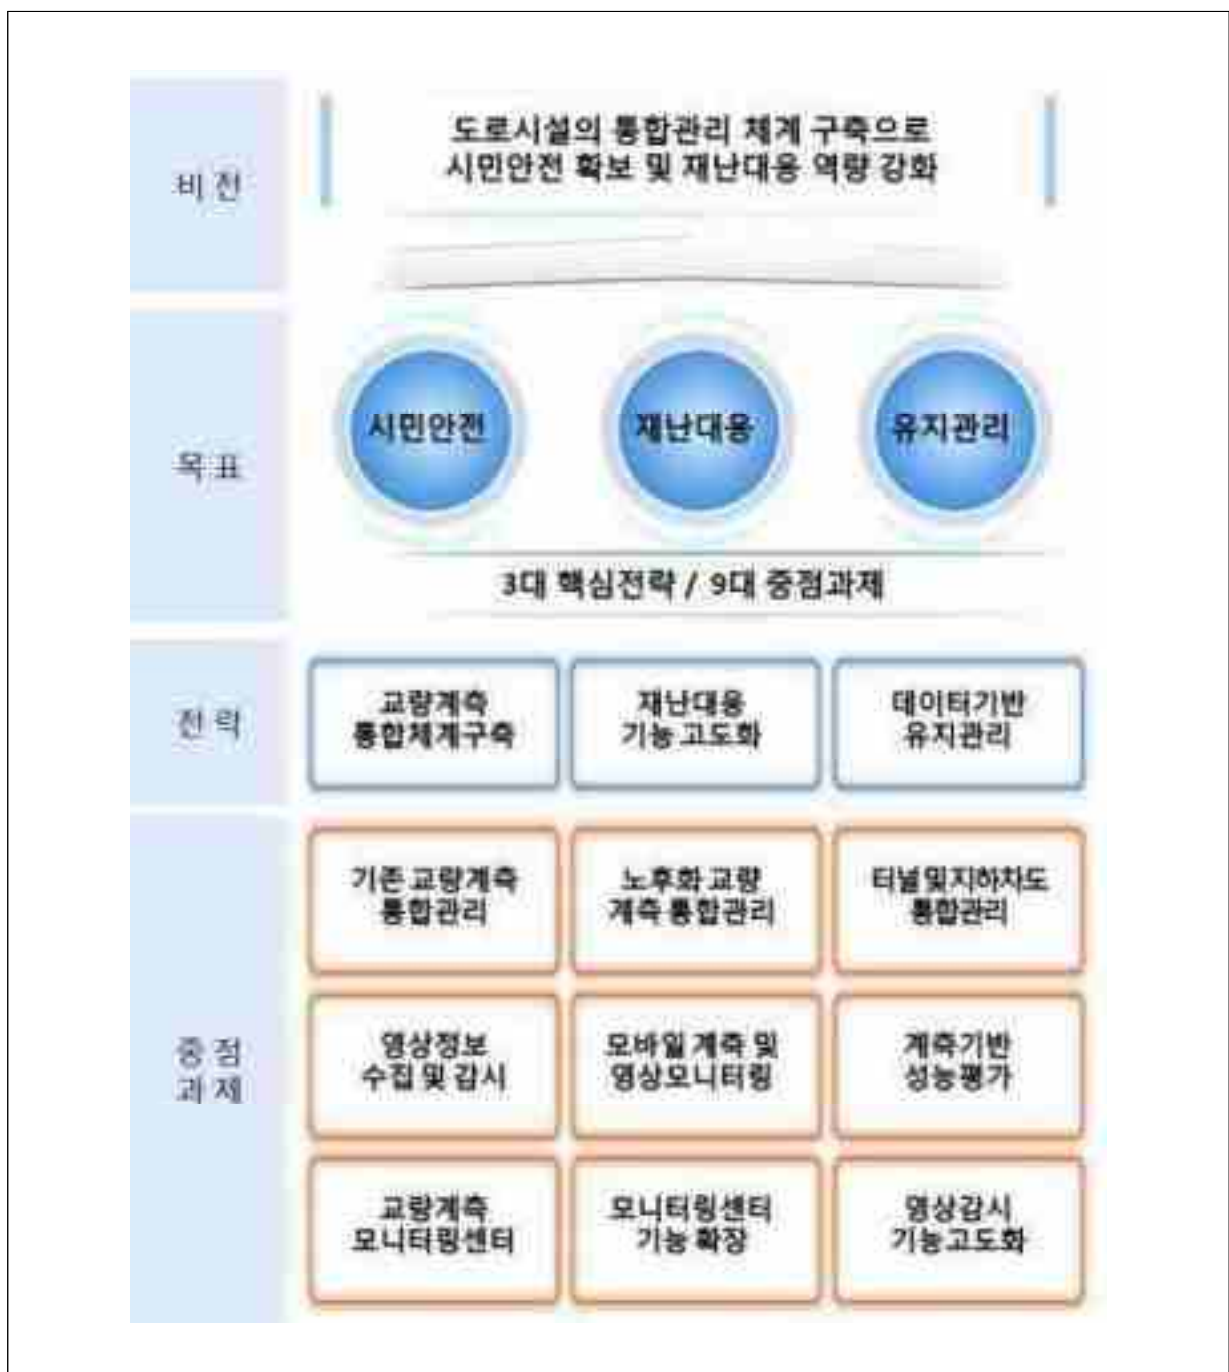 비 전
도로시설의 통합관리 체계 구축으로
시민안전 확보 및 재난대응 역량 강화
목 표
시민안전
재난대응
유지관리
3대 핵심전략 / 9대 중점과제
전 략
교량계측
통합체계구축
재난대응
기능 고도화
데이터기반
유지관리
중 점
과 제
기존 교량계측
통합관리
노후화 교량
계측 통합관리
터널 및 지하차도
통합관리
영상정보
수집 및 감시
모바일 계측 및
영상모니터링
계측기반
성능평가
교량계측
모니터링센터
모니터링센터
기능 확장
영상감시
기능고도화